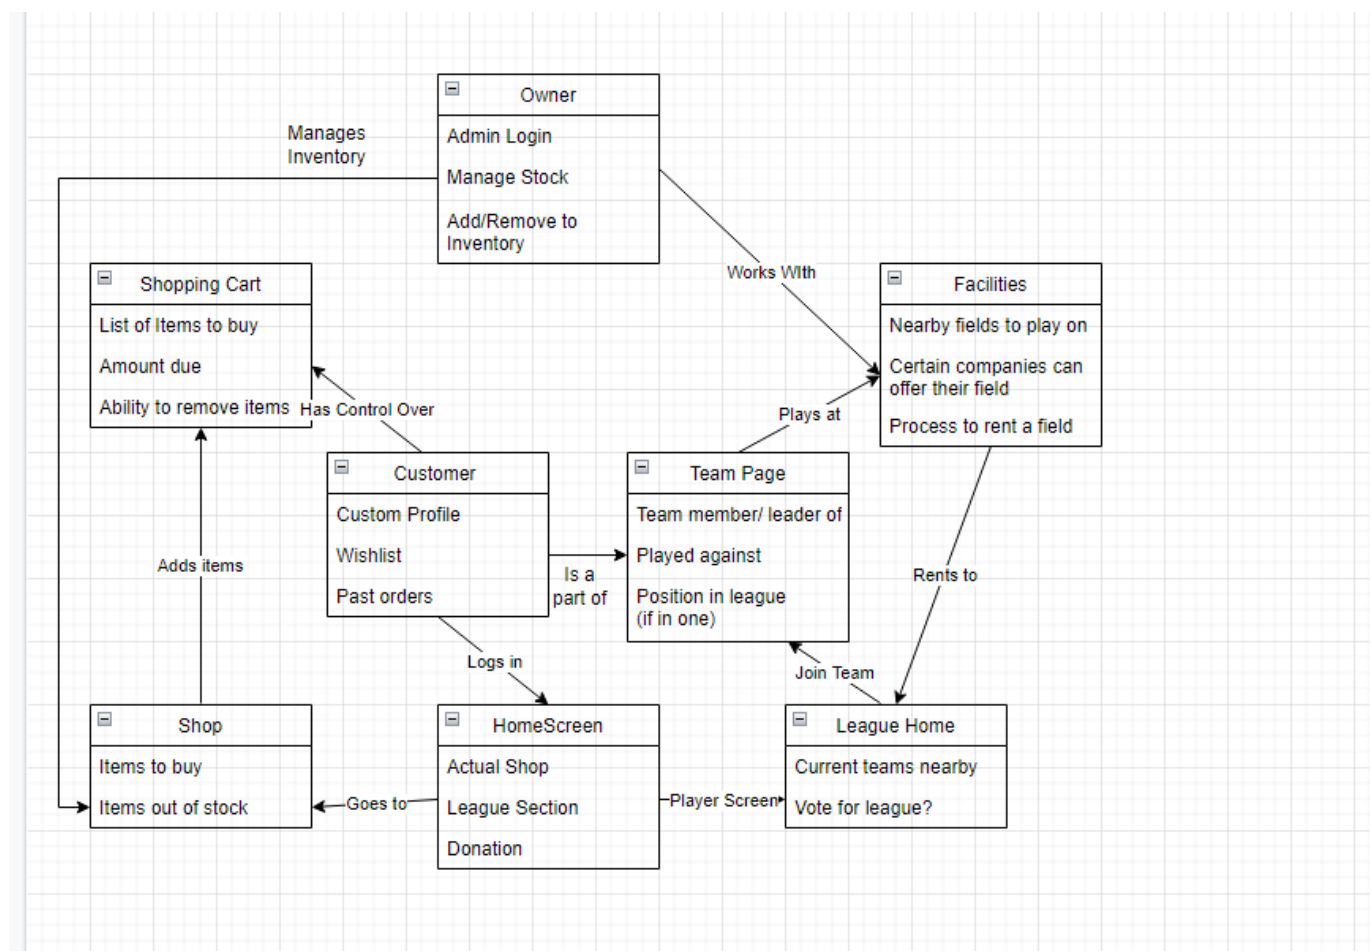 Owner
Admin Login
Manage Stock
Add/Remove to
Inventory
Manages
Inventory
Works WIth
Shopping Cart
List of Items to buy
Amount due
Ability to remove items
Has Control Over
Facilities
Nearby fields to play on
Certain companies can
offer their field
Process to rent a field
Plays at
Customer
Custom Profile
Wishlist
Past orders
Is a
part of
Team Page
Team member/ leader of
Played against
Position in league
(if in one)
Adds items
Rents to
Logs in
Join Team
Shop
Items to buy
Items out of stock
Goes to
HomeScreen
Actual Shop
League Section
Donation
Player Screen
League Home
Current teams nearby
Vote for league?